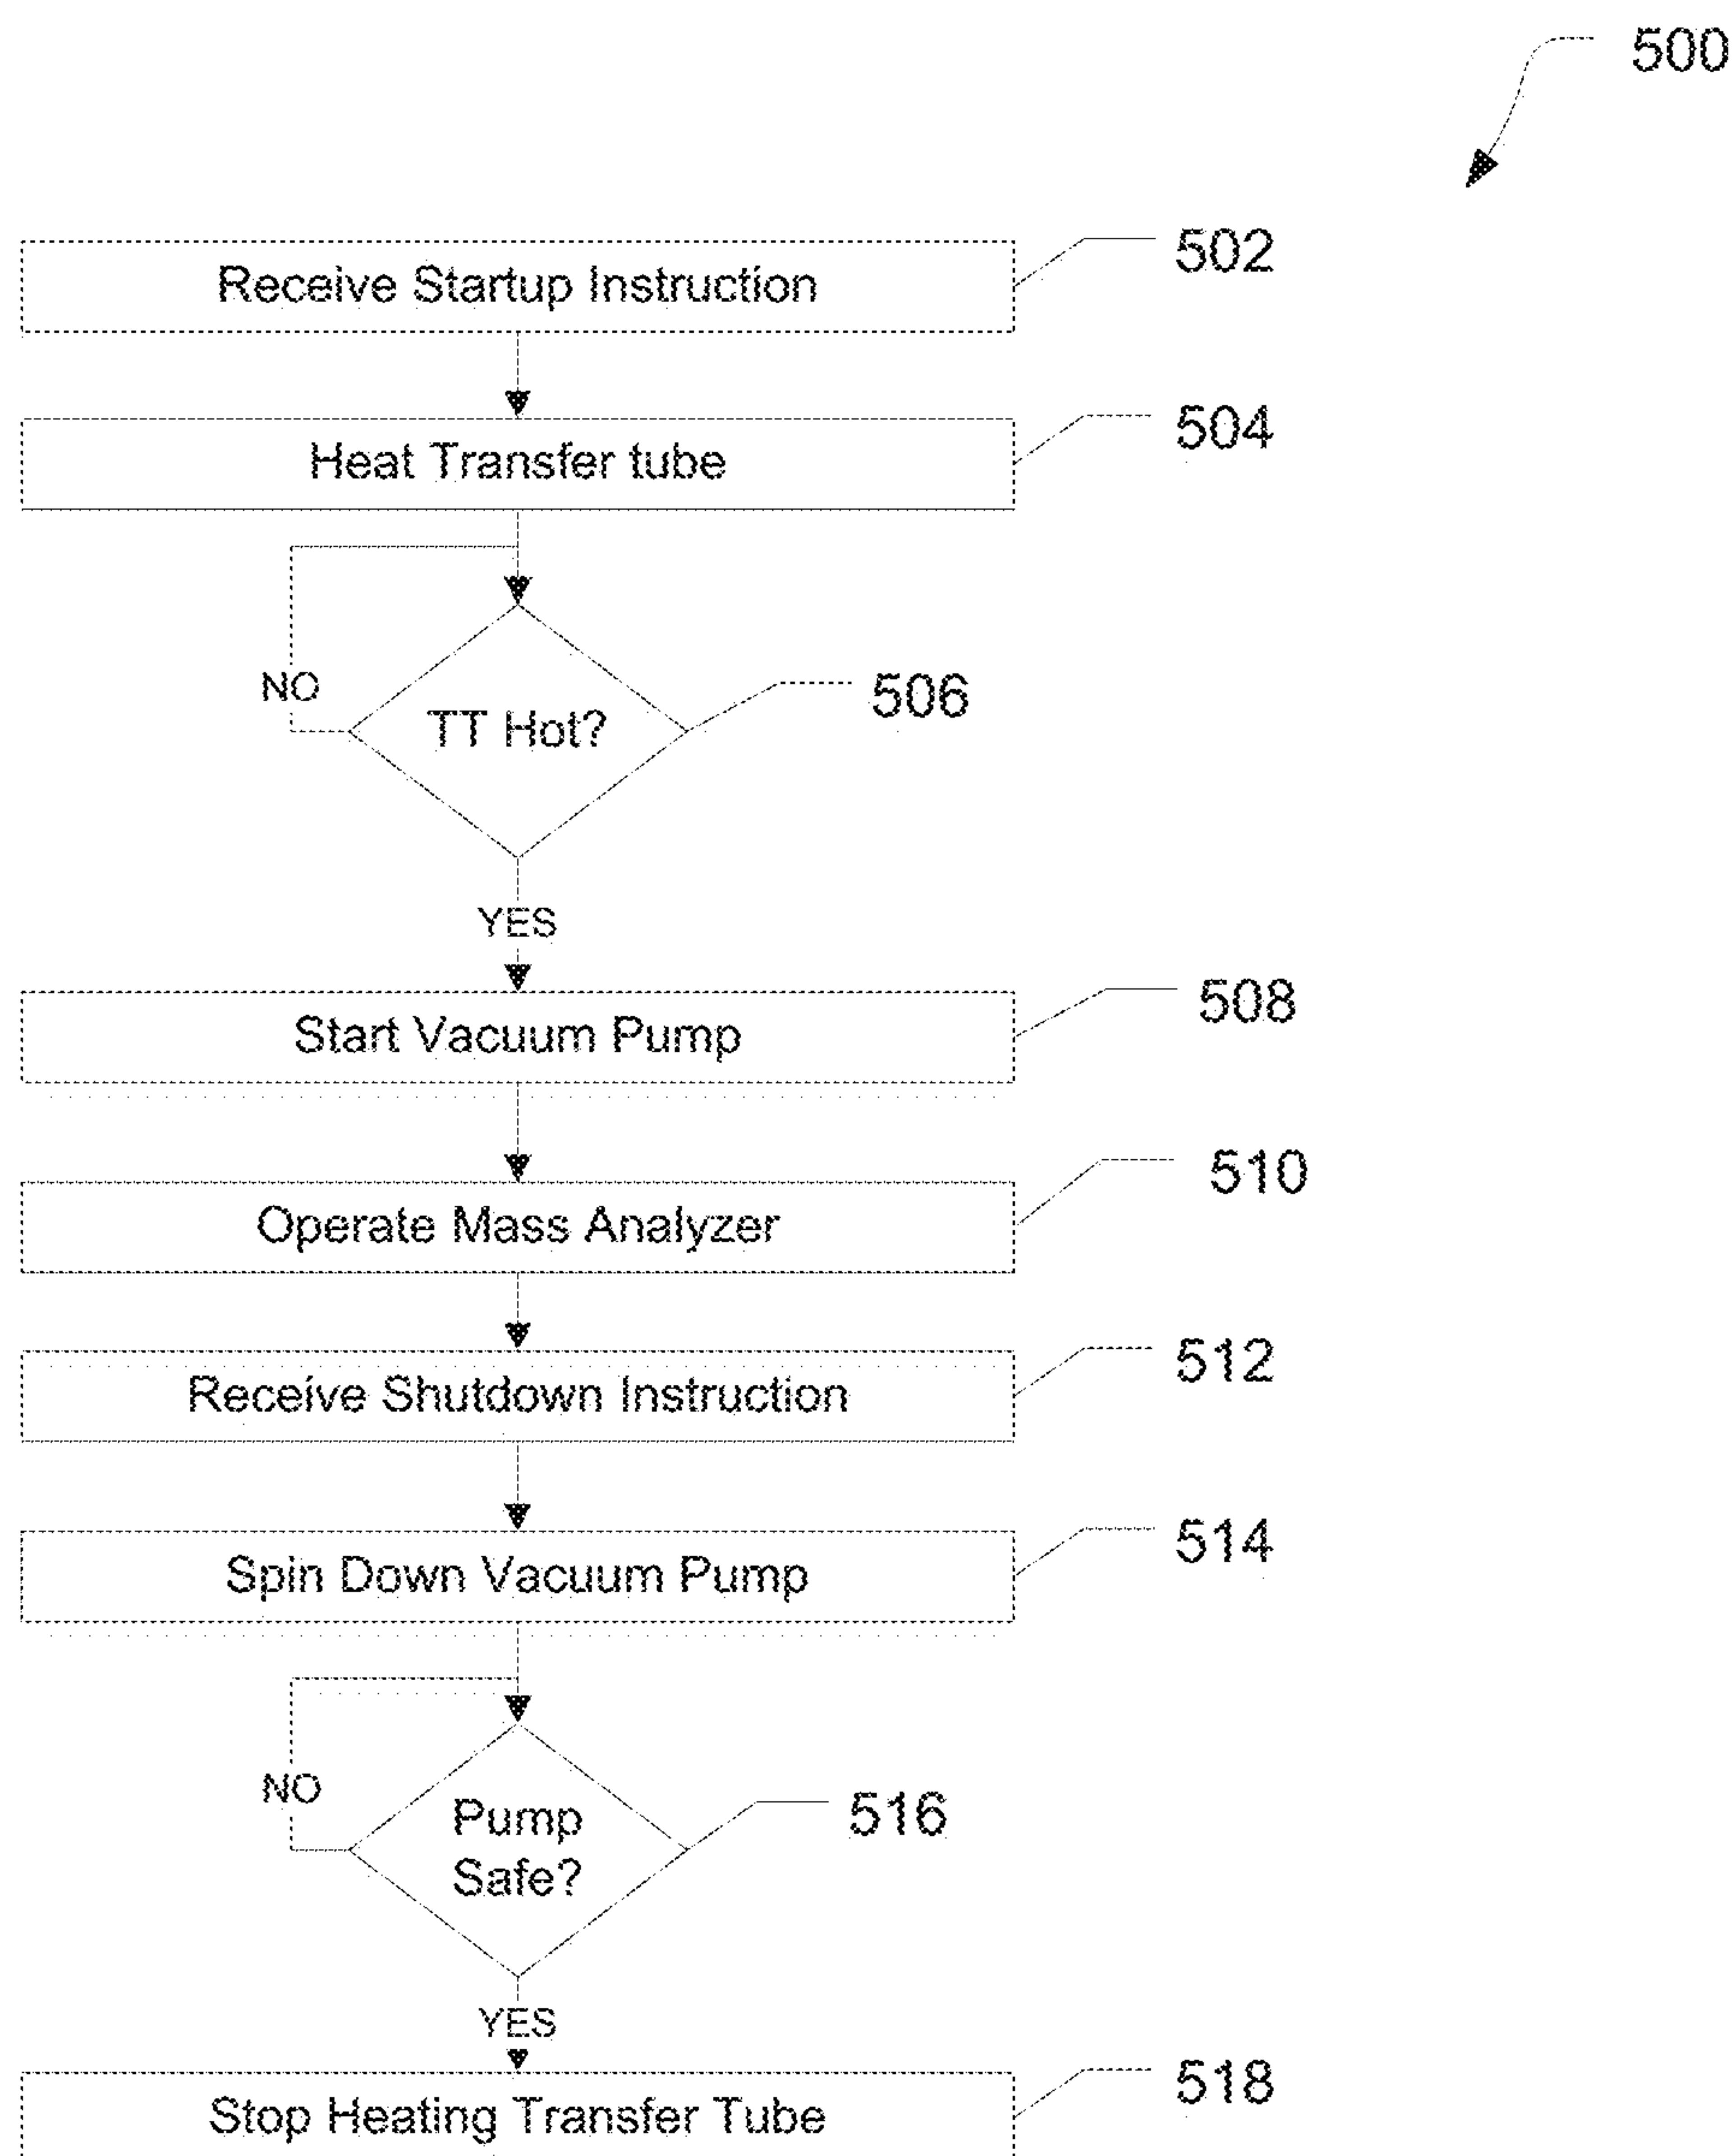 500
Receive Startup Instruction
502
Heat Transfer tube
504
NO
TT Hot?
506
YES
Start Vacuum Pump
508
Operate Mass Analyzer
510
Receive Shutdown Instruction
512
Spin Down Vacuum Pump
514
NO
Pump
Safe?
516
YES
Stop Heating Transfer Tube
518